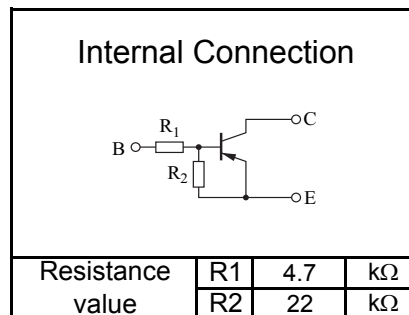 Internal Connection
C
R1
B
R2
E
Resistance value R1 4.7 kΩ
R2 22 kΩ